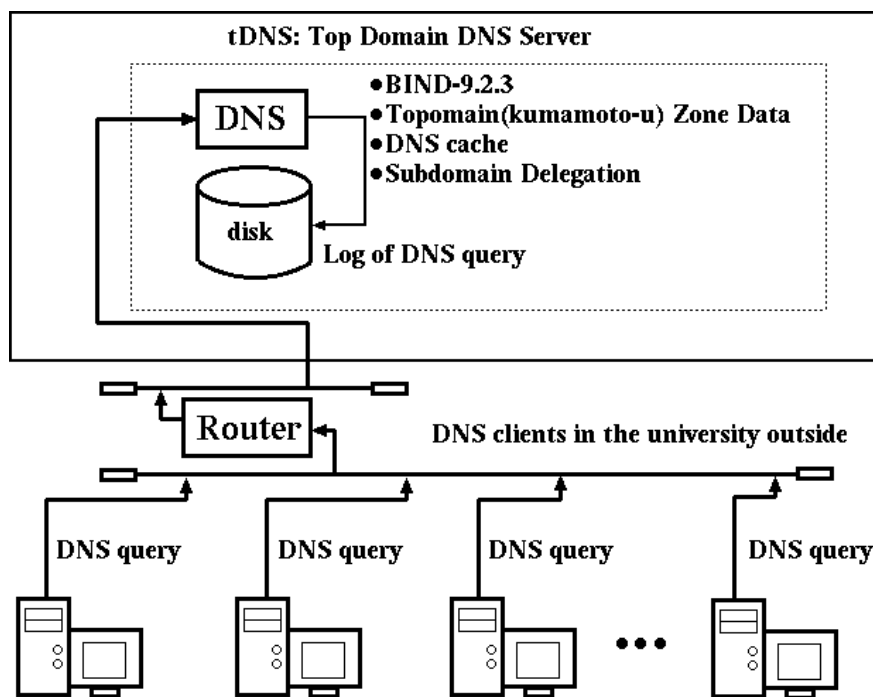 tDNS: Top Domain DNS Server
DNS
●BIND-9.2.3
●Topomain(kumamoto-u) Zone Data
●DNS cache
●Subdomain Delegation
disk
Log of DNS query
Router
DNS clients in the university outside
DNS query
DNS query
DNS query
DNS query